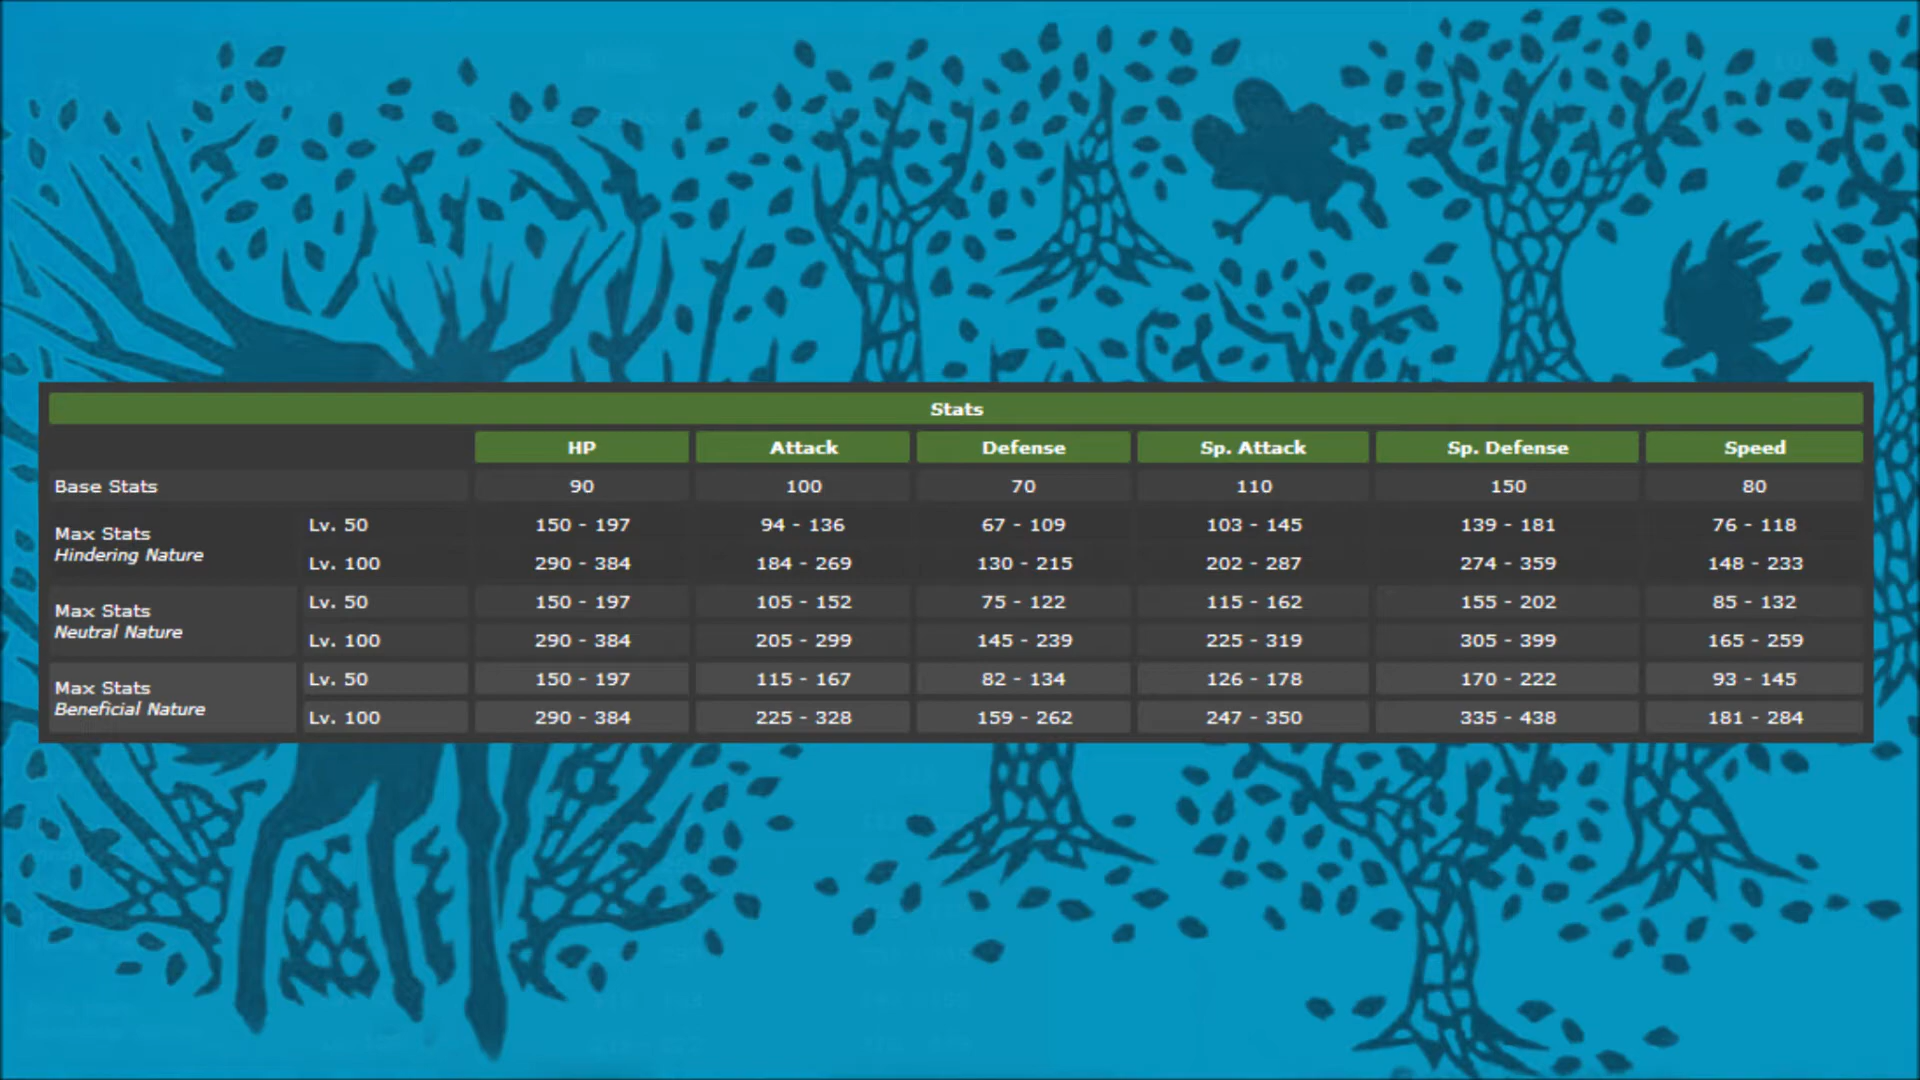 Stats
HP Attack Defense Sp. Attack Sp. Defense Speed
Base Stats 90 100 70 110 150 80
Max Stats
Hindering Nature
Lv. 50 150 - 197 94 - 136 67 - 109 103 - 145 139 - 181 76 - 118
Lv. 100 290 - 384 184 - 269 130 - 215 202 - 287 274 - 359 148 - 233
Max Stats
Neutral Nature
Lv. 50 150 - 197 105 - 152 75 - 122 115 - 162 155 - 202 85 - 132
Lv. 100 290 - 384 205 - 299 145 - 239 225 - 319 305 - 399 165 - 259
Max Stats
Beneficial Nature
Lv. 50 150 - 197 115 - 167 82 - 134 126 - 178 170 - 222 93 - 145
Lv. 100 290 - 384 225 - 328 159 - 262 247 - 350 335 - 438 181 - 284